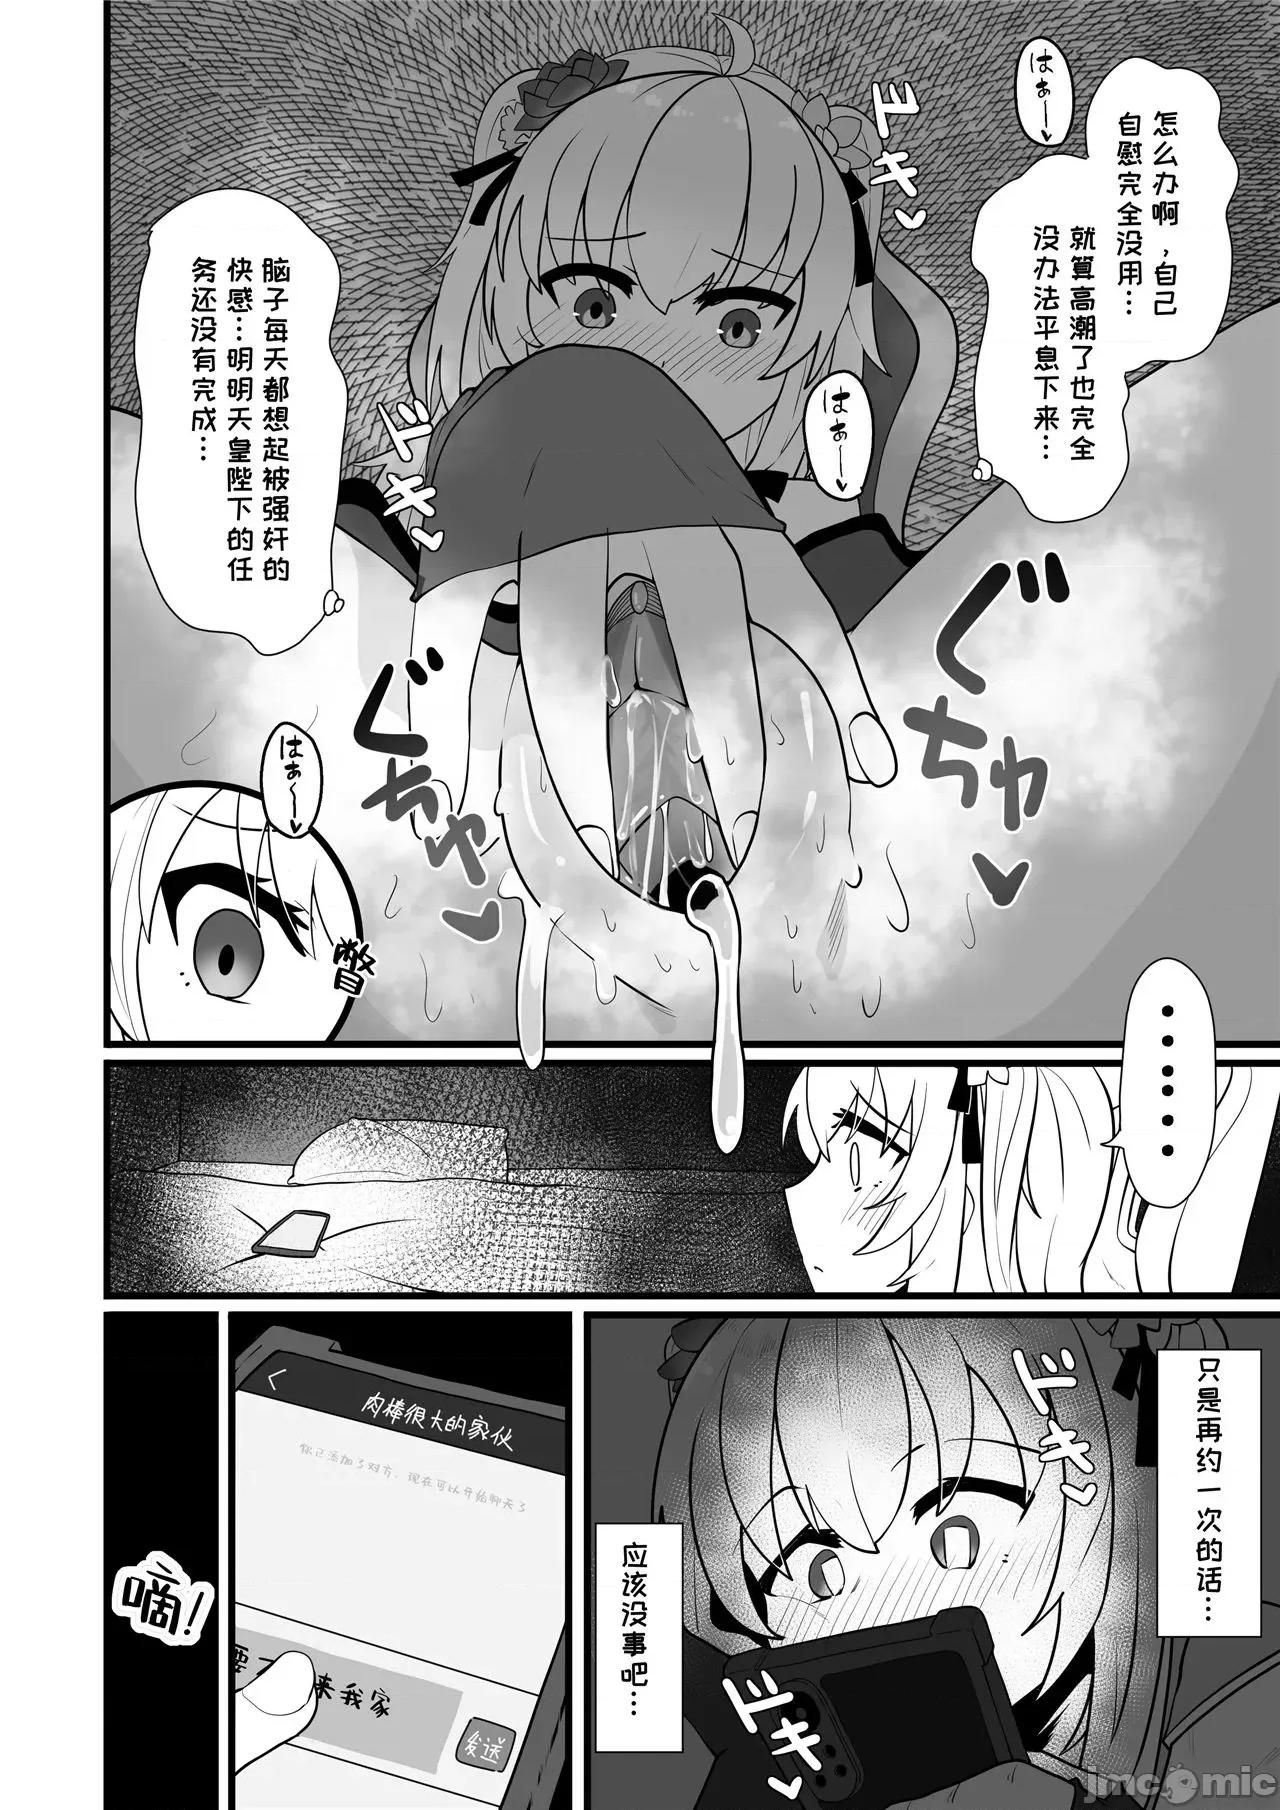 怎么办啊,自己
自慰完全没用…
就算高潮了也完全
没办法平息下来…
はぁ～♥
ドキ♥
はぁ～♥
ドキ♥
脑子每天都想起被强奸的
快感…明明天皇陛下的任
务还没有完成…
ぐちゅ♥
ぐちゅ♥
はぁ～♥
瞥
……
只是再约一次的话…
ドキ♥
应该没事吧…
ドキ♥
肉棒很大的家伙
你已添加了对方，现在可以开始聊天了
要
来我家
发送
嘀!
jmcomic